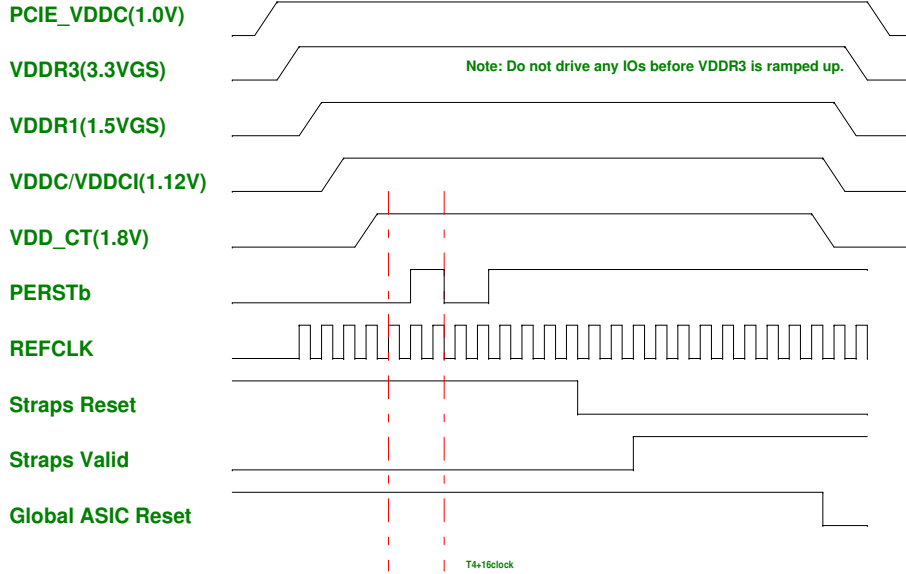 PCIE_VDDC(1.0V)
VDDR3(3.3VGS)
Note: Do not drive any IOs before VDDR3 is ramped up.
VDDR1(1.5VGS)
VDDC/VDDCI(1.12V)
VDD_CT(1.8V)
PERSTb
REFCLK
Straps Reset
Straps Valid
Global ASIC Reset
T4+16clock